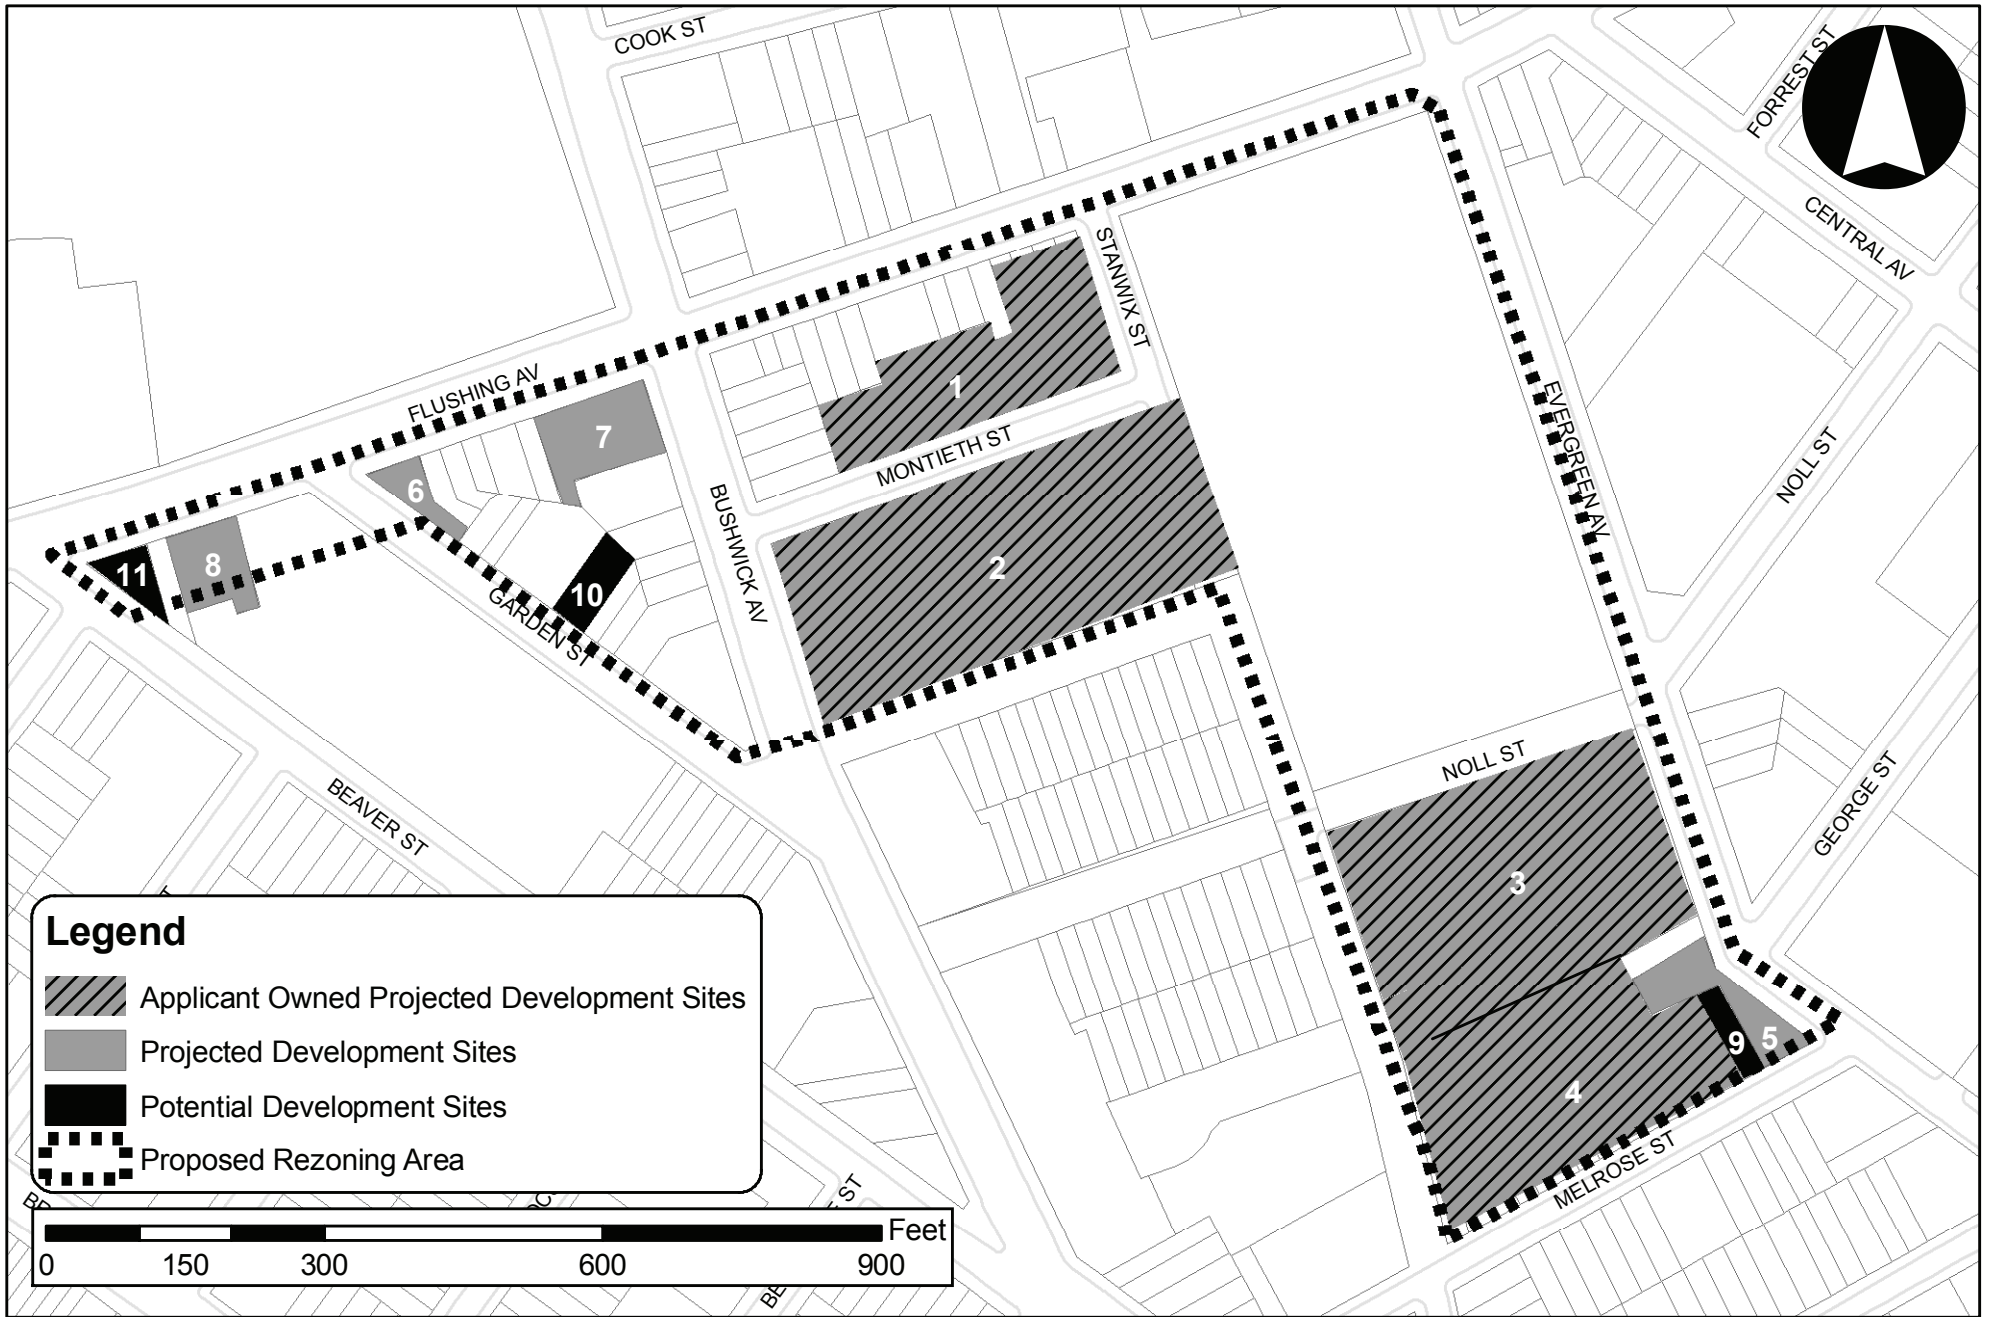 COOK ST
FORREST ST
CENTRAL AV
STANWIX ST
FLUSHING AV
1
7
MONTIETH ST
EVERGREEN AV
NOLL ST
6
BUSHWICK AV
2
8
11
10
GARDEN ST
NOLL ST
BEAVER ST
GEORGE ST
3
5
9
4
MELROSE ST
Legend
Applicant Owned Projected Development Sites
Projected Development Sites
Potential Development Sites
Proposed Rezoning Area
ST
Feet
0 150 300 600 900